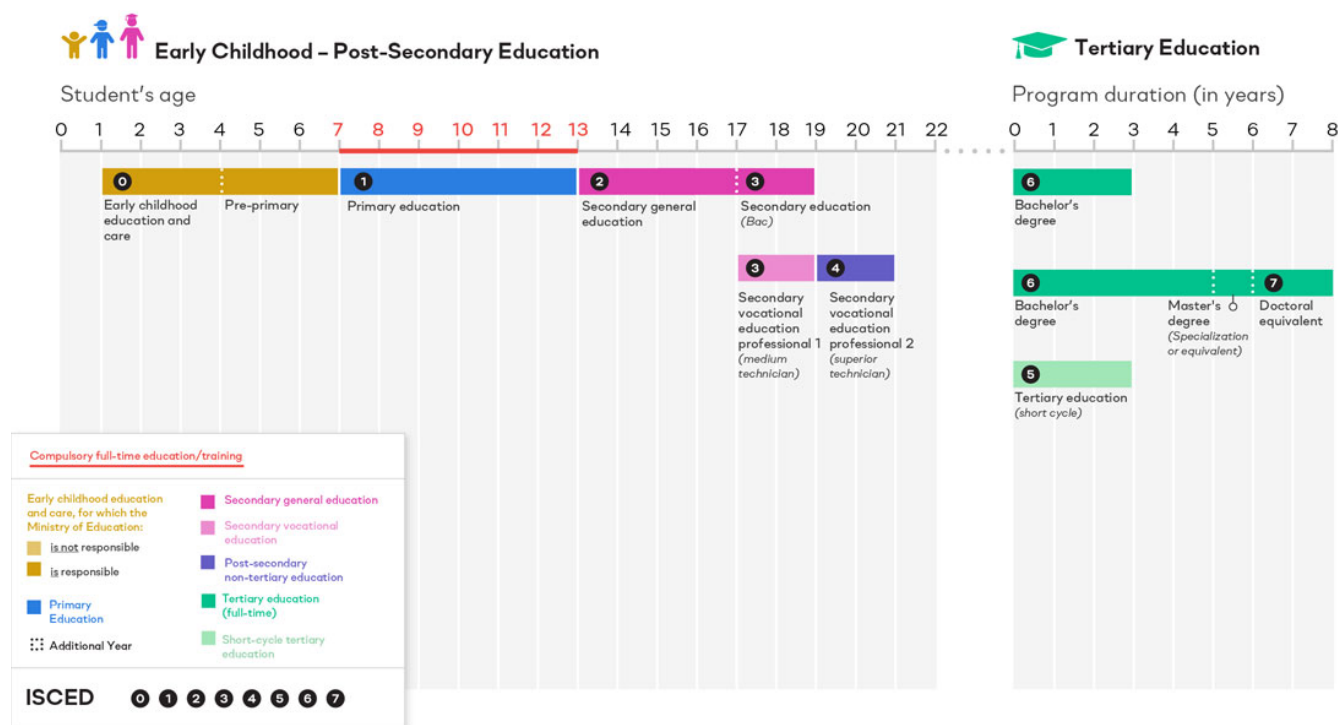 Early Childhood – Post-Secondary Education
Student's age
0 1 2 3 4 5 6 7 8 9 10 11 12 13 14 15 16 17 18 19 20 21 22
0
Early childhood
education and
care
Pre-primary
1
Primary education
2
Secondary general
education
3
Secondary education
(Bac)
3
Secondary
vocational
education
professional 1
(medium
technician)
4
Secondary
vocational
education
professional 2
(superior
technician)
Tertiary Education
Program duration (in years)
0 1 2 3 4 5 6 7 8
6
Bachelor's
degree
6
Bachelor's
degree
Master's
degree
(Specialization
or equivalent)
7
Doctoral
equivalent
5
Tertiary education
(short cycle)
Compulsory full-time education/training
Early childhood education
and care, for which the
Ministry of Education:
is not responsible
is responsible
Primary
Education
Additional Year
Secondary general education
Secondary vocational
education
Post-secondary
non-tertiary education
Tertiary education
(full-time)
Short-cycle tertiary
education
ISCED 0 1 2 3 4 5 6 7